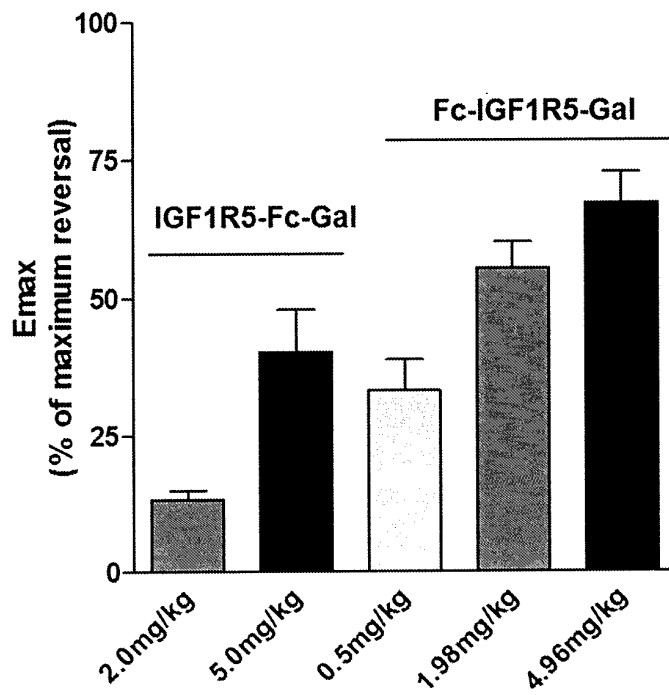 100
75
50
25
0
Emax
(% of maximum reversal)
IGF1R5-Fc-Gal
Fc-IGF1R5-Gal
2.0mg/kg
5.0mg/kg
0.5mg/kg
1.98mg/kg
4.96mg/kg